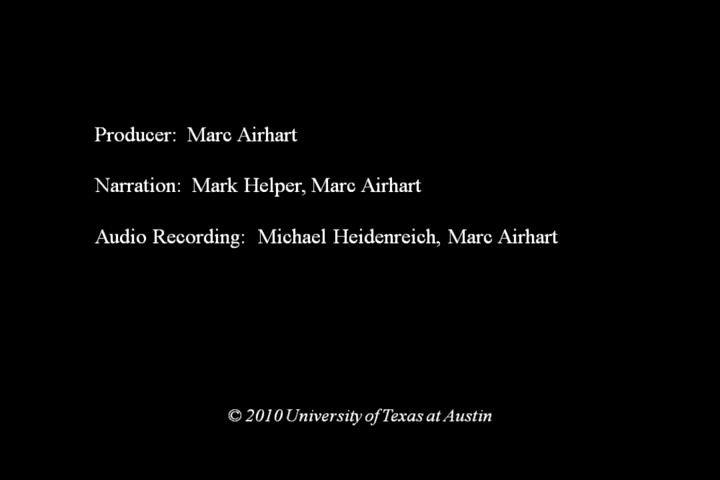 Producer: Marc Airhart
Narration: Mark Helper, Marc Airhart
Audio Recording: Michael Heidenreich, Marc Airhart
© 2010 University of Texas at Austin